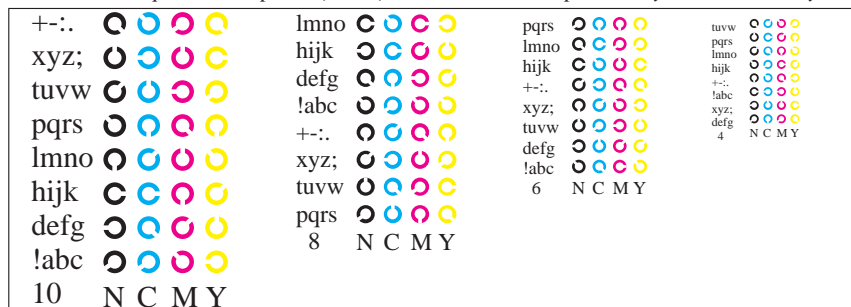 +-:.
xyz;
tuvw
pqrs
lmno
hijk
defg
!abc
10 N C M Y
lmno
hijk
defg
!abc
+-:.
xyz;
tuvw
pqrs
8 N C M Y
pqrs
lmno
hijk
+-:.
xyz;
tuvw
defg
!abc
6 N C M Y
tuvw
pqrs
lmno
hijk
+-:.
!abc
xyz;
defg
4 N C M Y